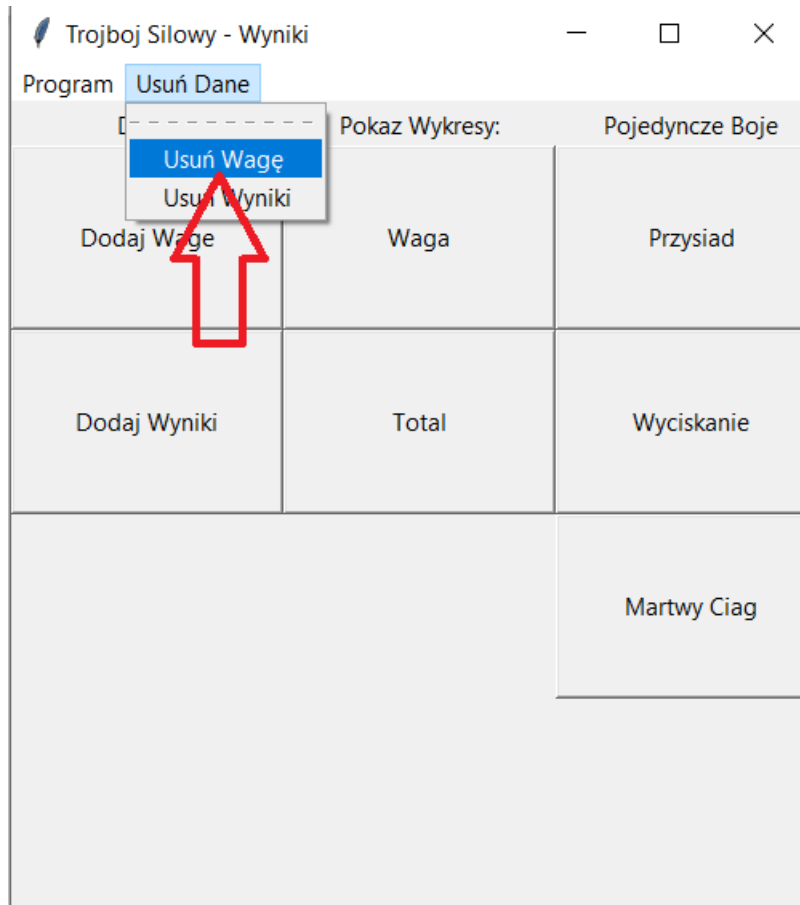 Trojboj Silowy - Wyniki
Program Usuń Dane
Pokaz Wykresy: Pojedyncze Boje
Usuń Wagę
Usuń Wyniki
Dodaj Wage Waga Przysiad
Dodaj Wyniki Total Wyciskanie
Martwy Ciag